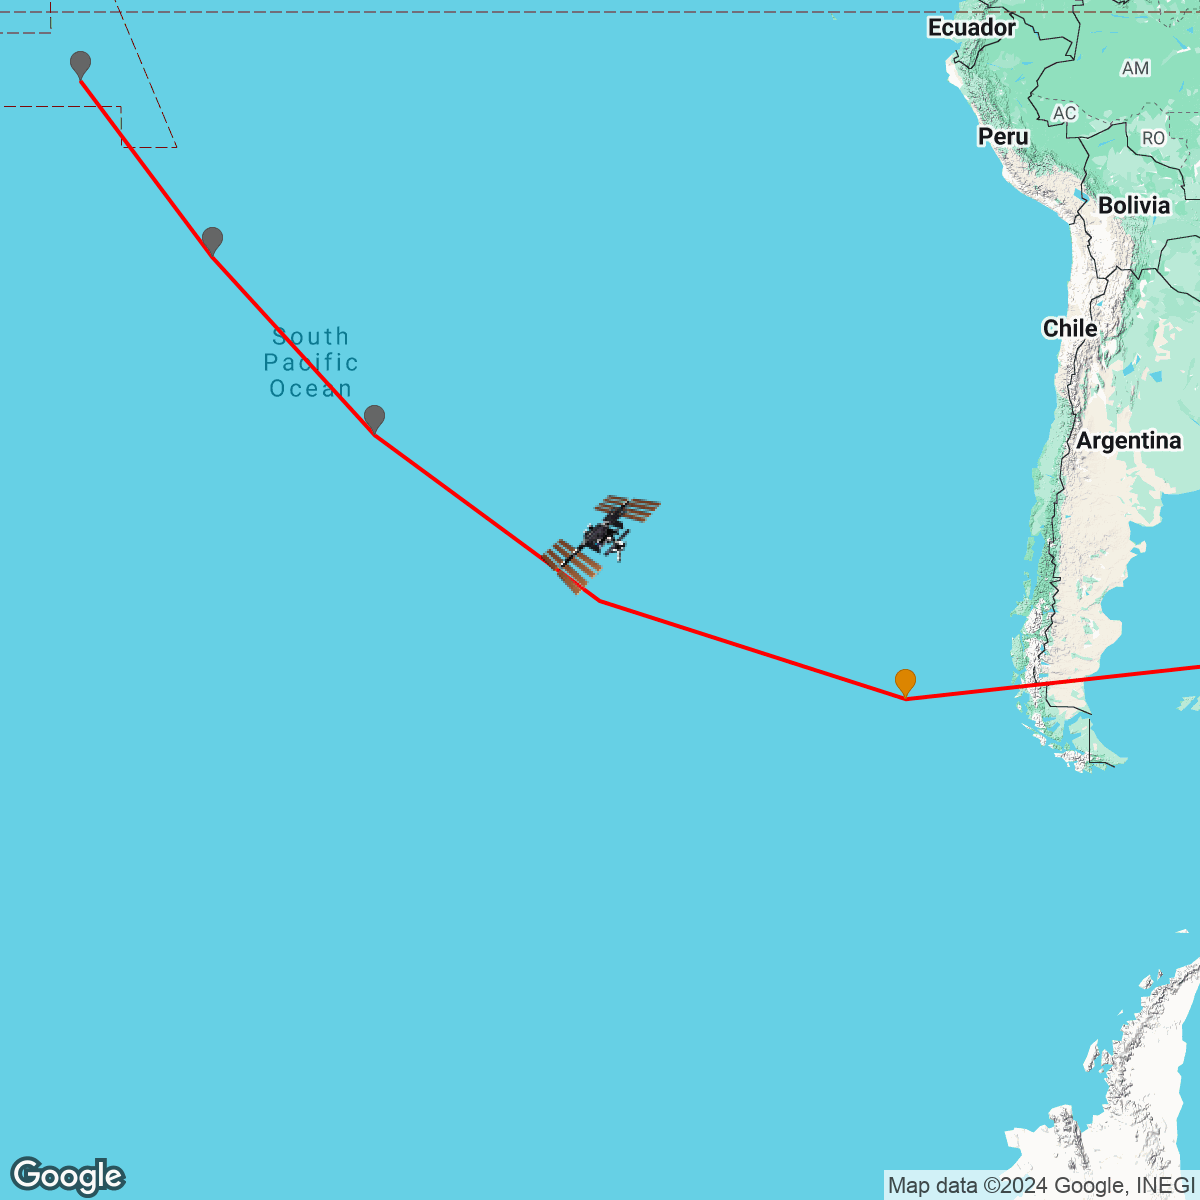 Ecuador
AM
AC
Peru
RO
Bolivia
Chile
South
Pacific
Ocean
Argentina
Google
Map data ©2024 Google, INEGI